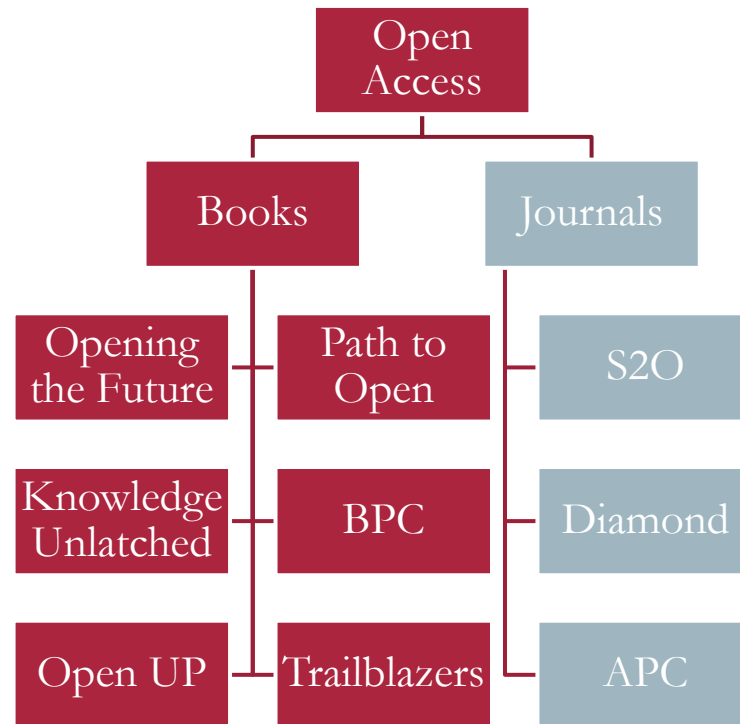 Open
Access
Books
Journals
Opening
the Future
Path to
Open
S2O
Knowledge
Unlatched
BPC
Diamond
Open UP
Trailblazers
APC